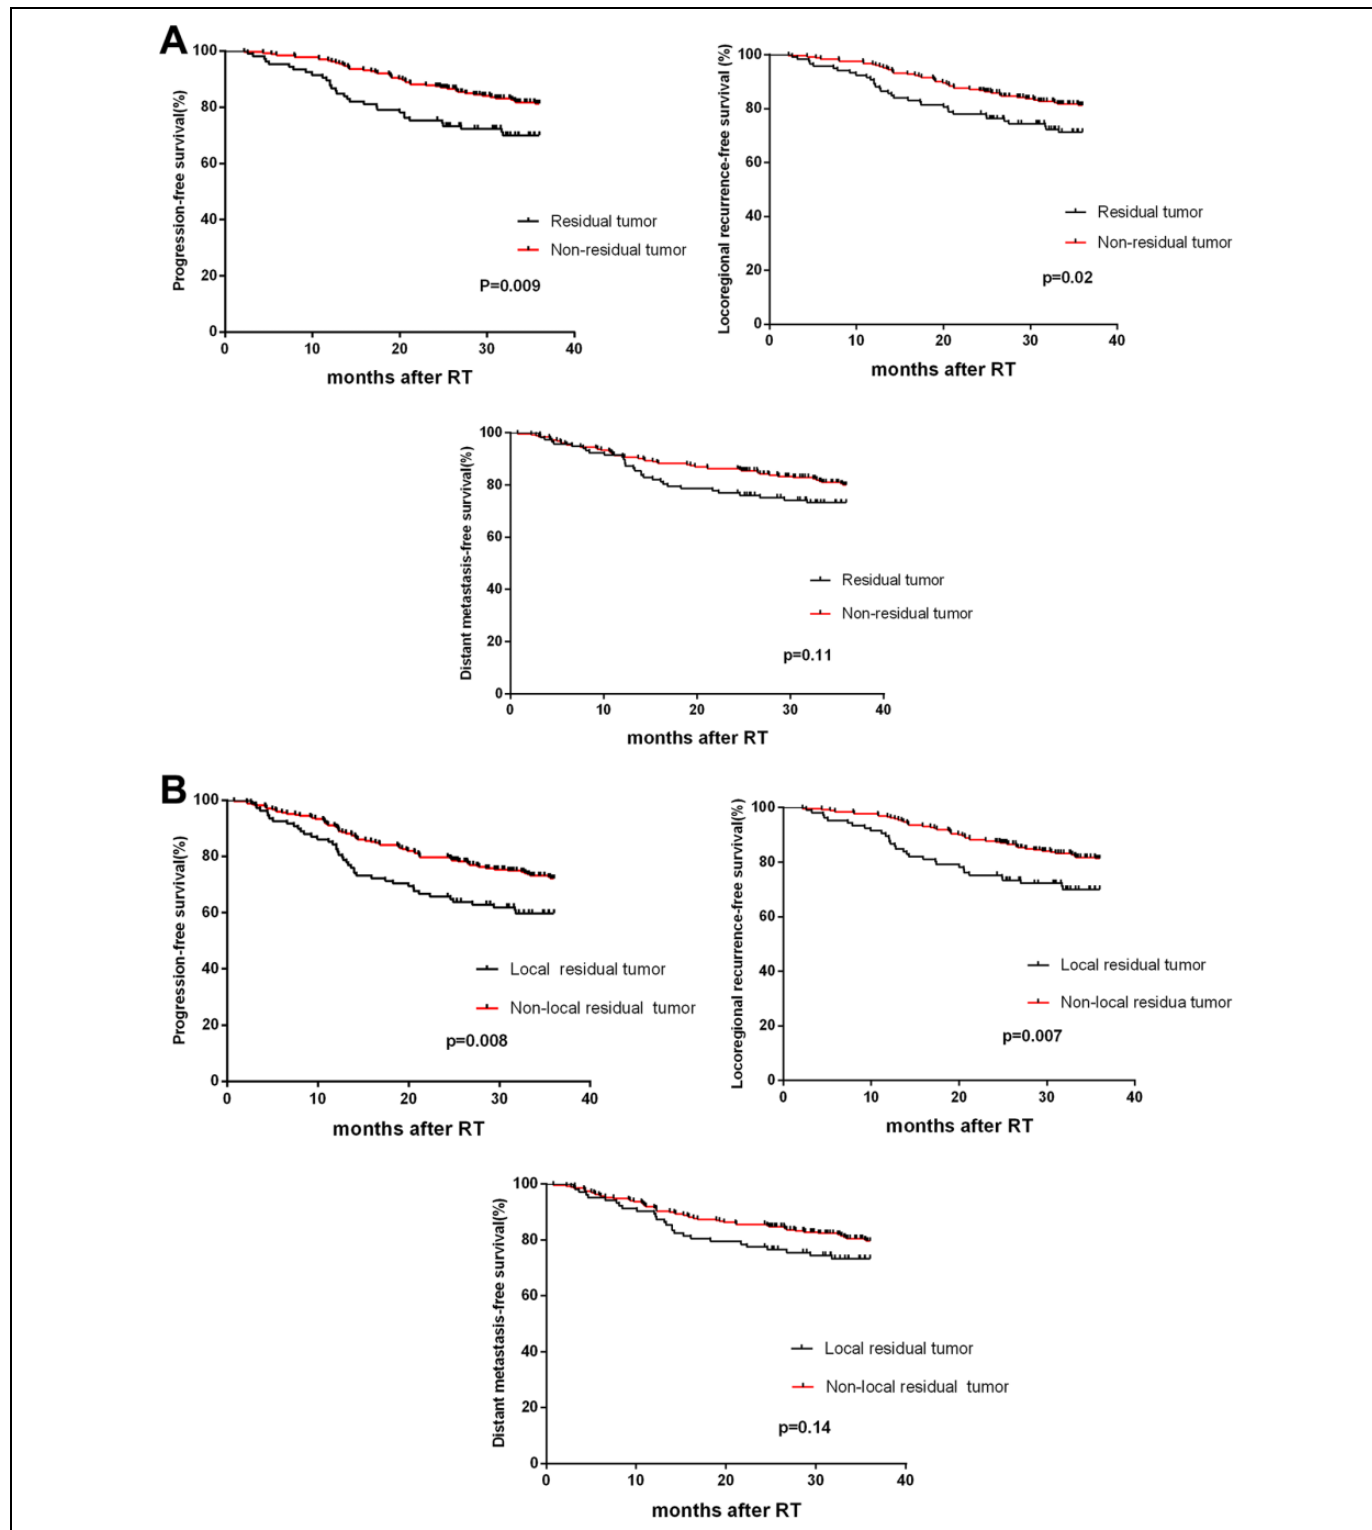 A
Progression-free survival(%)
100
80
60
40
20
0
0 10 20 30 40
months after RT
Residual tumor
Non-residual tumor
P=0.009
Locoregional recurrence-free survival (%)
100
80
60
40
20
0
0 10 20 30 40
months after RT
Residual tumor
Non-residual tumor
p=0.02
Distant metastasis-free survival(%)
100
80
60
40
20
0
0 10 20 30 40
months after RT
Residual tumor
Non-residual tumor
p=0.11
B
Progression-free survival(%)
100
80
60
40
20
0
0 10 20 30 40
months after RT
Local residual tumor
Non-local residual tumor
p=0.008
Locoregional recurrence-free survival(%)
100
80
60
40
20
0
0 10 20 30 40
months after RT
Local residual tumor
Non-local residua tumor
p=0.007
Distant metastasis-free survival(%)
100
80
60
40
20
0
0 10 20 30 40
months after RT
Local residual tumor
Non-local residual tumor
p=0.14